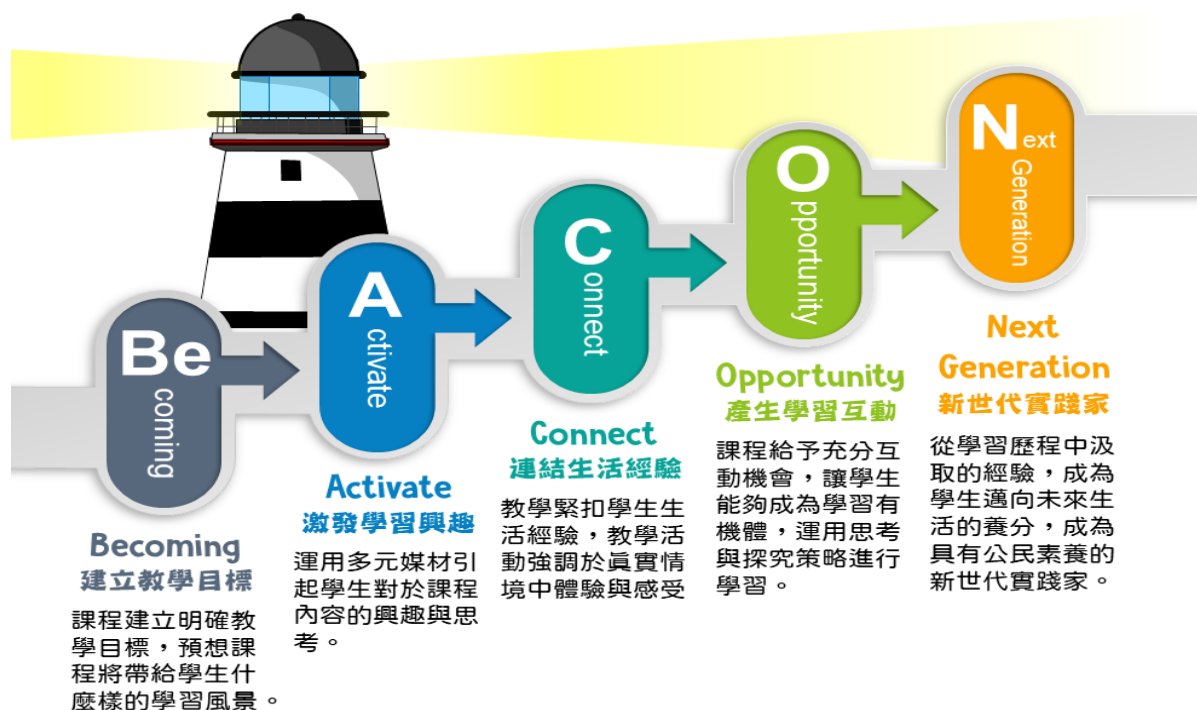 Be
coming
A
ctivate
C
onnect
O
pportunity
N
ext
Generation
Becoming
建立教學目標
課程建立明確教
學目標，預想課
程將帶給學生什
麼樣的學習風景。
Activate
激發學習興趣
運用多元媒材引
起學生對於課程
內容的興趣與思
考。
Connect
連結生活經驗
教學緊扣學生生
活經驗，教學活
動強調於真實情
境中體驗與感受
Opportunity
產生學習互動
課程給予充分互
動機會，讓學生
能夠成為學習有
機體，運用思考
與探究策略進行
學習。
Next
Generation
新世代實踐家
從學習歷程中汲
取的經驗，成為
學生邁向未來生
活的養分，成為
具有公民素養的
新世代實踐家。